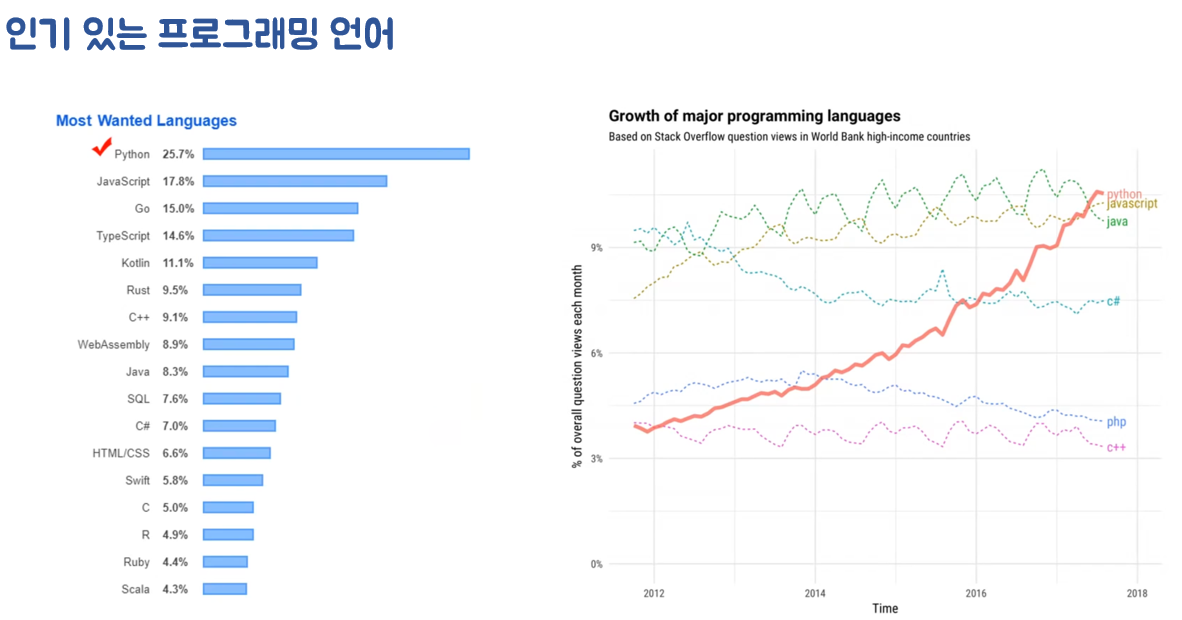 인기 있는 프로그래밍 언어
Most Wanted Languages
Python 25.7%
JavaScript 17.8%
Go 15.0%
TypeScript 14.6%
Kotlin 11.1%
Rust 9.5%
C++ 9.1%
WebAssembly 8.9%
Java 8.3%
SQL 7.6%
C# 7.0%
HTML/CSS 6.6%
Swift 5.8%
C 5.0%
R 4.9%
Ruby 4.4%
Scala 4.3%
Growth of major programming languages
Based on Stack Overflow question views in World Bank high-income countries
% of overall question views each month
9%
6%
3%
0%
python
javascript
java
c#
php
c++
2012 2014 2016 2018
Time